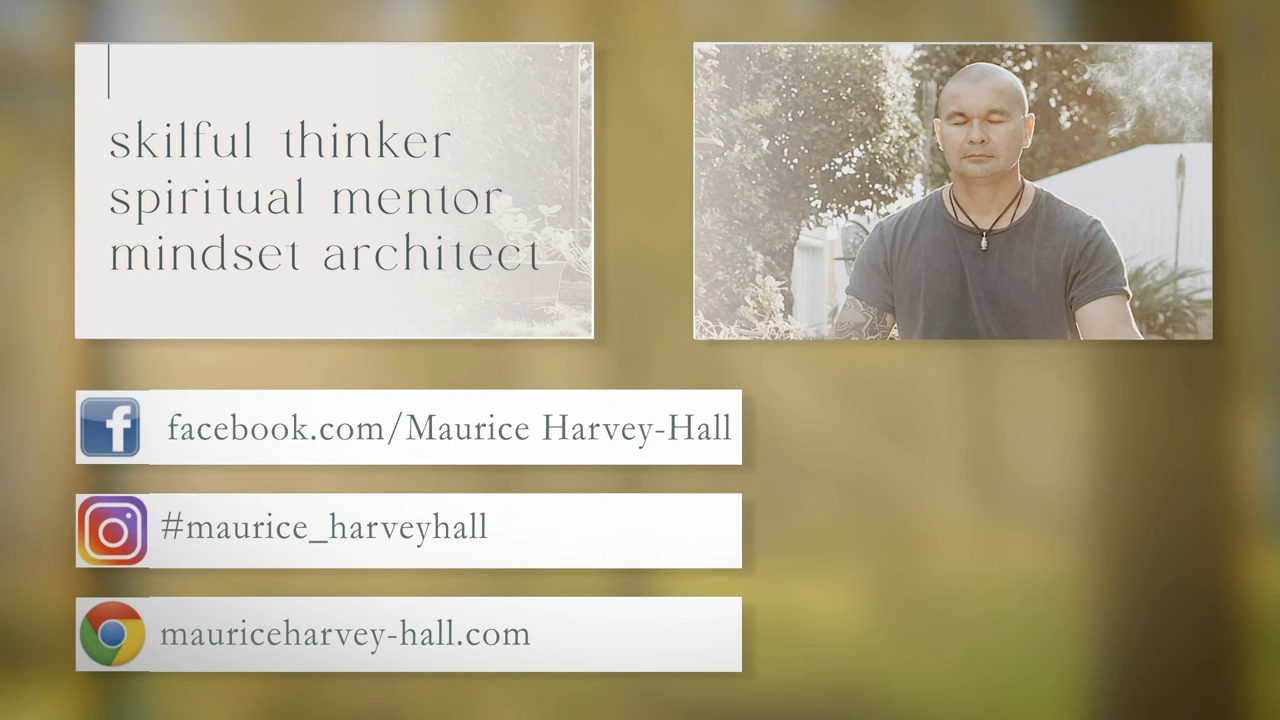 skilful thinker
spiritual mentor
mindset architect
facebook.com/Maurice Harvey-Hall
#maurice_harveyhall
mauriceharvey-hall.com